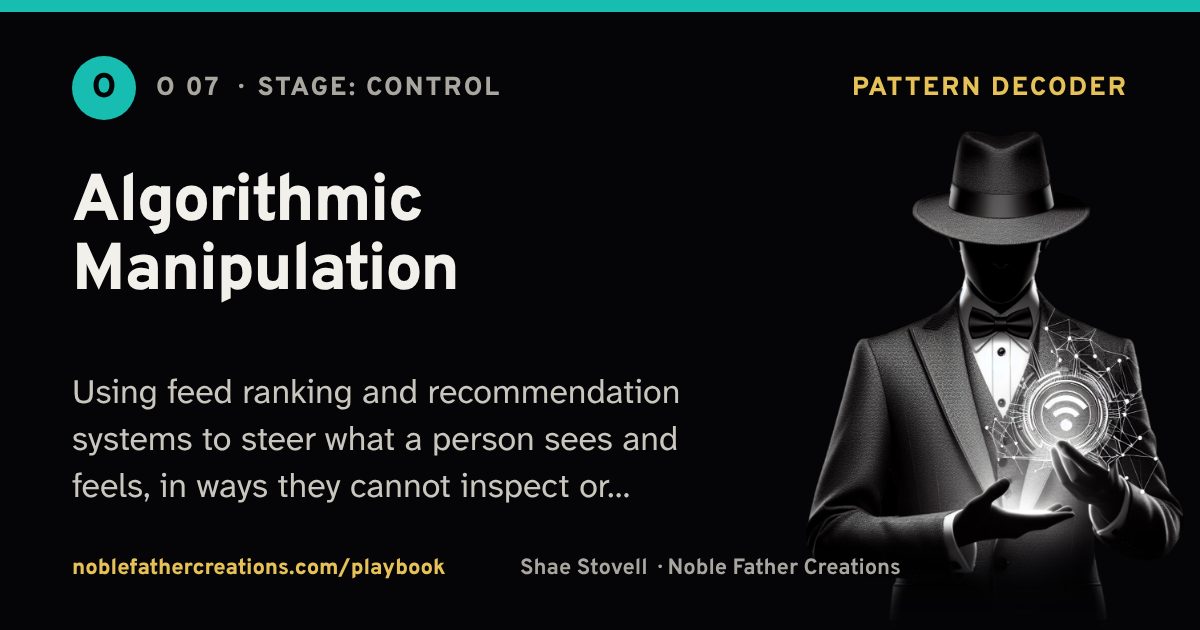 O
O 07 · STAGE: CONTROL
PATTERN DECODER
Algorithmic
Manipulation
Using feed ranking and recommendation
systems to steer what a person sees and
feels, in ways they cannot inspect or...
noblefathercreations.com/playbook
Shae Stovell · Noble Father Creations